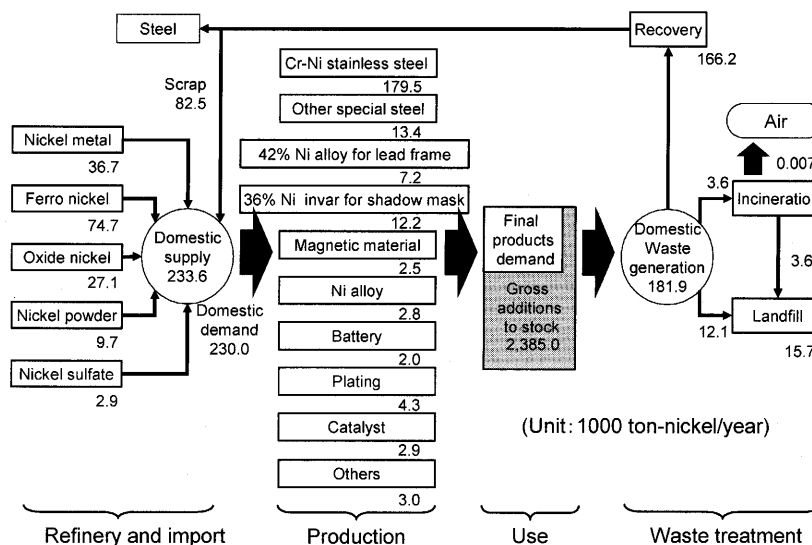 Steel
Recovery
166.2
Scrap
82.5
Cr-Ni stainless steel
179.5
Other special steel
13.4
42% Ni alloy for lead frame
7.2
36% Ni invar for shadow mask
12.2
Magnetic material
2.5
Ni alloy
2.8
Battery
2.0
Plating
4.3
Catalyst
2.9
Others
3.0
Nickel metal
36.7
Ferro nickel
74.7
Oxide nickel
27.1
Nickel powder
9.7
Nickel sulfate
2.9
Domestic
supply
233.6
Domestic
demand
230.0
Final
products
demand
Gross
additions
to stock
2,385.0
Domestic
Waste
generation
181.9
Air
0.007
3.6
Incineratio
3.6
12.1
Landfill
15.7
(Unit: 1000 ton-nickel/year)
Refinery and import
Production
Use
Waste treatment